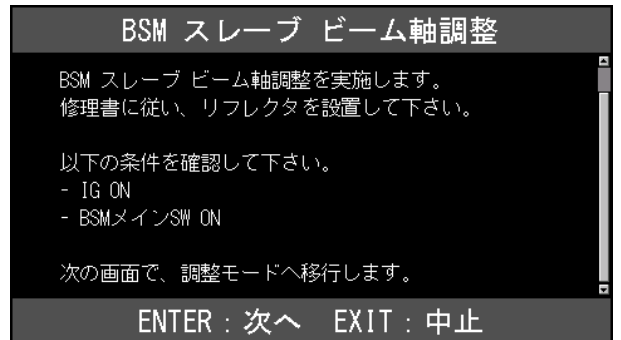 BSM スレーブ ビーム軸調整
BSM スレーブ ビーム軸調整を実施します。
修理書に従い、リフレクタを設置して下さい。
以下の条件を確認して下さい。
- IG ON
- BSMメインSW ON
次の画面で、調整モードへ移行します。
ENTER：次へ EXIT：中止